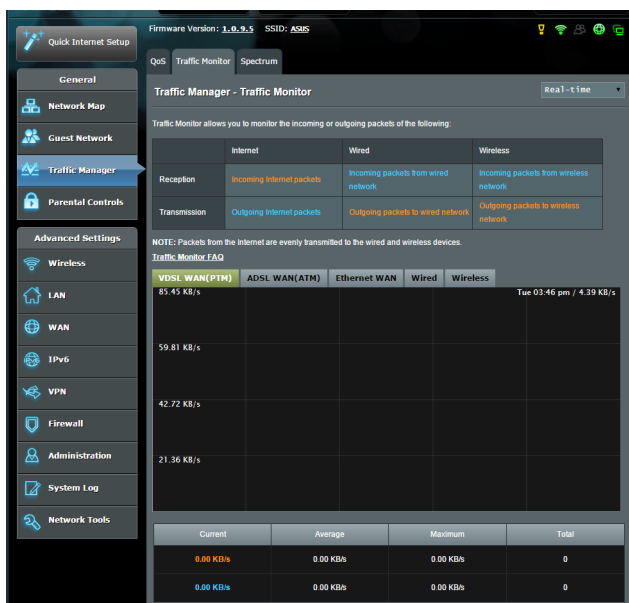 Firmware Version: 1.0.9.5 SSID: ASUS
Quick Internet Setup
General
Network Map
Guest Network
Traffic Manager
Parental Controls
Advanced Settings
Wireless
LAN
WAN
IPv6
VPN
Firewall
Administration
System Log
Network Tools
QoS Traffic Monitor Spectrum
Traffic Manager - Traffic Monitor
Real-time
Traffic Monitor allows you to monitor the incoming or outgoing packets of the following:
Internet Wired Wireless
Reception Incoming Internet packets Incoming packets from wired network Incoming packets from wireless network
Transmission Outgoing Internet packets Outgoing packets to wired network Outgoing packets to wireless network
NOTE: Packets from the Internet are evenly transmitted to the wired and wireless devices.
Traffic Monitor FAQ
VDSL WAN(PTM) ADSL WAN(ATM) Ethernet WAN Wired Wireless
85.45 KB/s Tue 03:46 pm / 4.39 KB/s
59.81 KB/s
42.72 KB/s
21.36 KB/s
Current Average Maximum Total
0.00 KB/s 0.00 KB/s 0.00 KB/s 0
0.00 KB/s 0.00 KB/s 0.00 KB/s 0